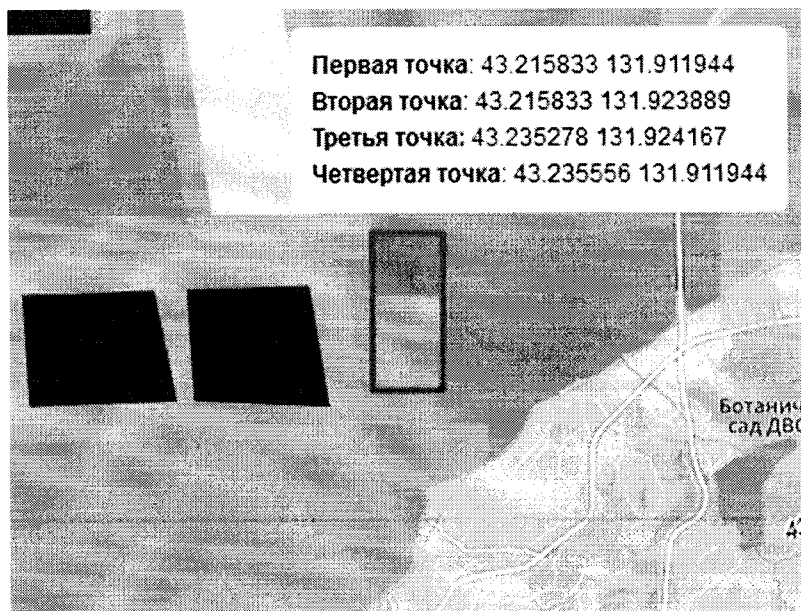 Первая точка: 43.215833 131.911944
Вторая точка: 43.215833 131.923889
Третья точка: 43.235278 131.924167
Четвертая точка: 43.235556 131.911944
Ботанич
сад ДВО